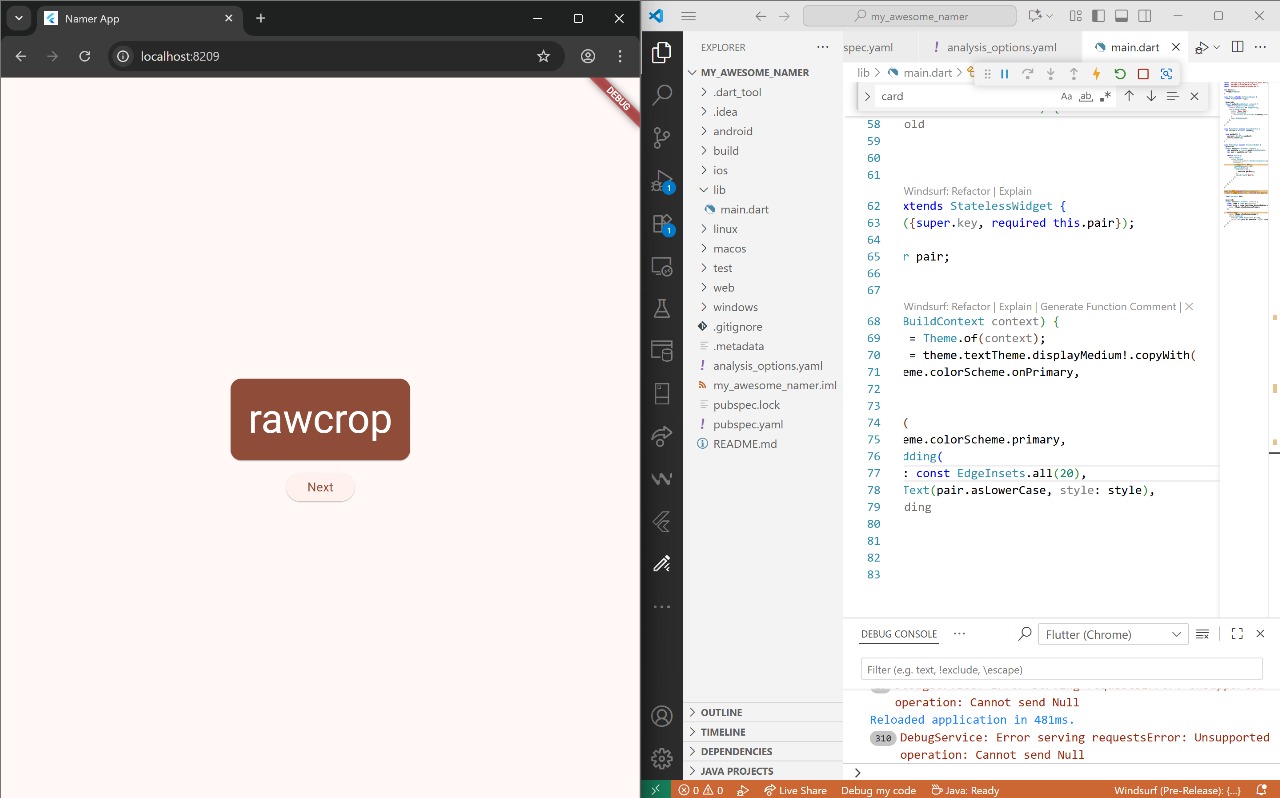 Namer App
localhost:8209
DEBUG
rawcrop
Next
my_awesome_namer
EXPLORER
MY_AWESOME_NAMER
.dart_tool
.idea
android
build
ios
lib
main.dart
linux
macos
test
web
windows
.gitignore
.metadata
analysis_options.yaml
my_awesome_namer.iml
pubspec.lock
pubspec.yaml
README.md
OUTLINE
TIMELINE
DEPENDENCIES
JAVA PROJECTS
1
1
spec.yaml
! analysis_options.yaml
main.dart
lib > main.dart >
card
Aa ab .*
58 old
59
60
61
Windsurf: Refactor | Explain
62 xtends StatelessWidget {
63 ({super.key, required this.pair});
64
65 r pair;
66
67
Windsurf: Refactor | Explain | Generate Function Comment | X
68 BuildContext context) {
69 = Theme.of(context);
70 = theme.textTheme.displayMedium!.copyWith(
71 eme.colorScheme.onPrimary,
72
73
74 (
75 eme.colorScheme.primary,
76 dding(
77 : const EdgeInsets.all(20),
78 Text(pair.asLowerCase, style: style),
79 ding
80
81
82
83
DEBUG CONSOLE
Flutter (Chrome)
Filter (e.g. text, !exclude, \escape)
operation: Cannot send Null
Reloaded application in 481ms.
310 DebugService: Error serving requestsError: Unsupported
operation: Cannot send Null
0 0 Live Share Debug my code Java: Ready Windsurf (Pre-Release): {...}